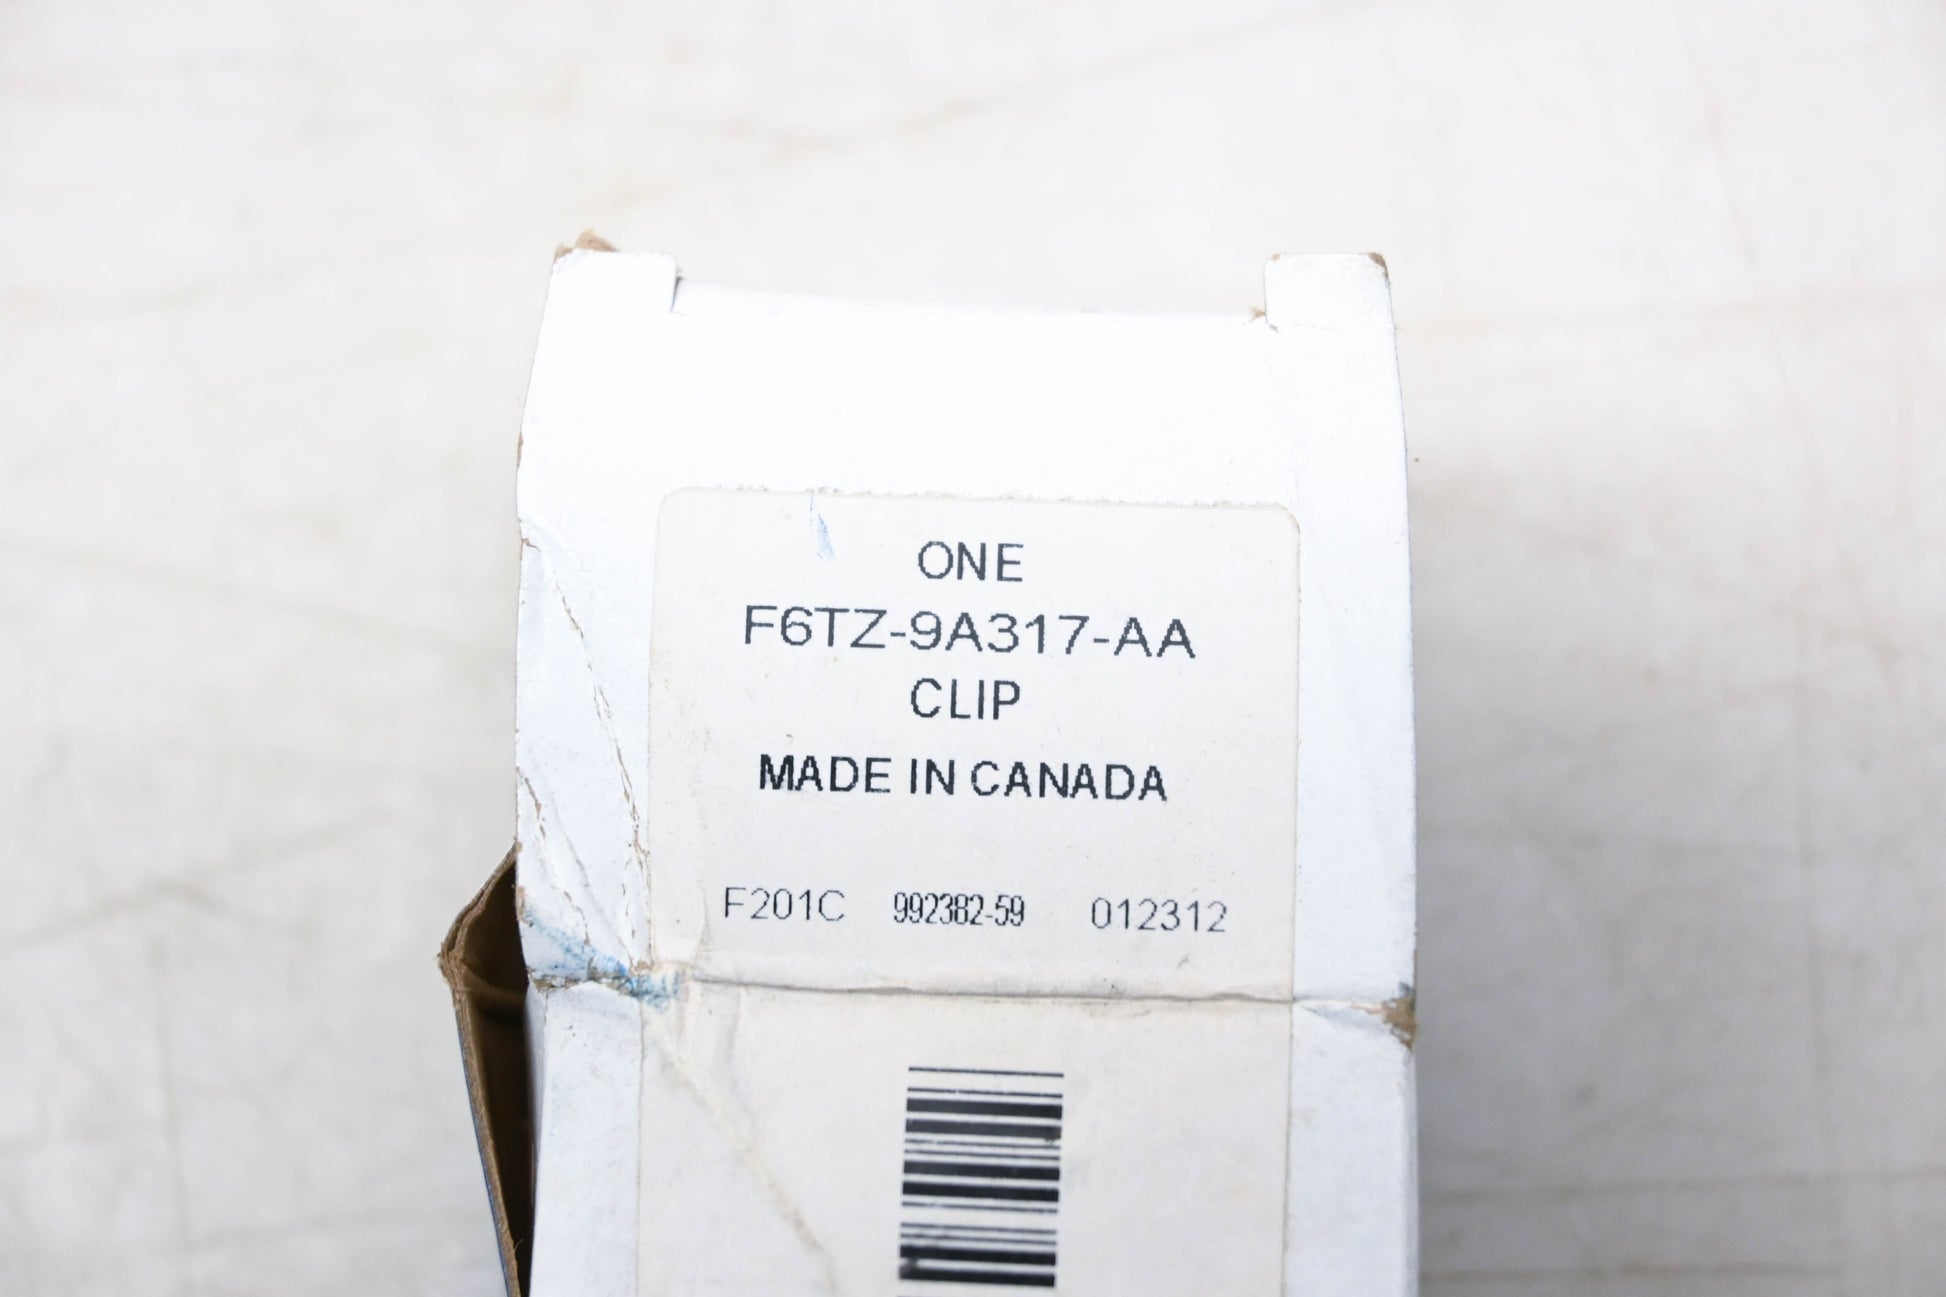 ONE
F6TZ-9A317-AA
CLIP
MADE IN CANADA
F201C 992382-59 012312